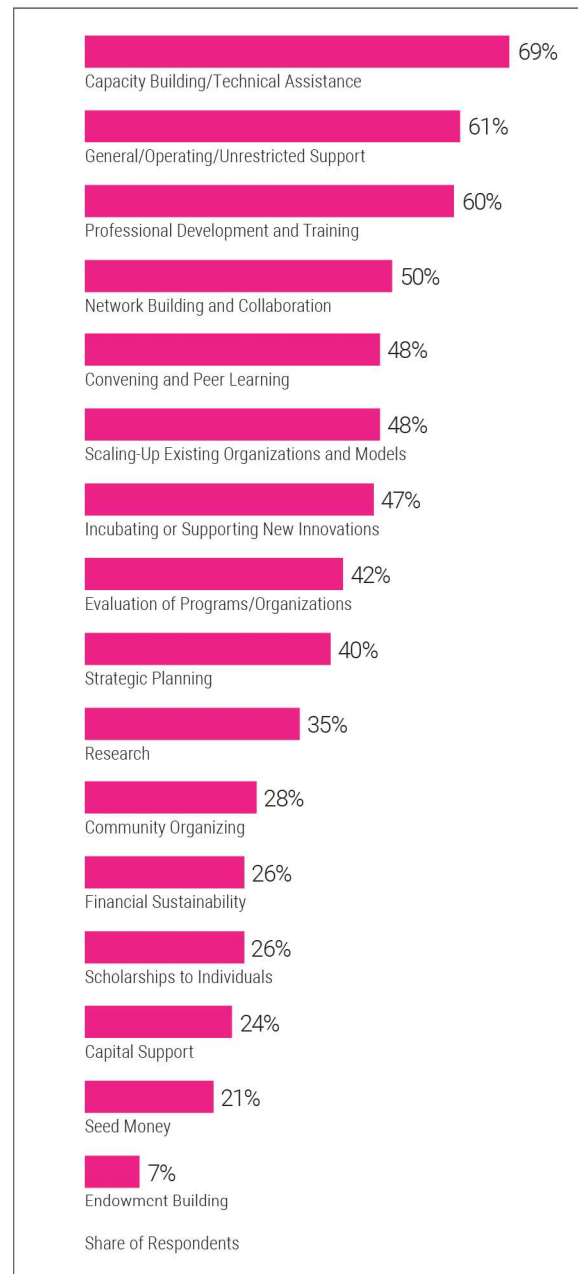 69%
Capacity Building/Technical Assistance
61%
General/Operating/Unrestricted Support
60%
Professional Development and Training
50%
Network Building and Collaboration
48%
Convening and Peer Learning
48%
Scaling-Up Existing Organizations and Models
47%
Incubating or Supporting New Innovations
42%
Evaluation of Programs/Organizations
40%
Strategic Planning
35%
Research
28%
Community Organizing
26%
Financial Sustainability
26%
Scholarships to Individuals
24%
Capital Support
21%
Seed Money
7%
Endowment Building
Share of Respondents